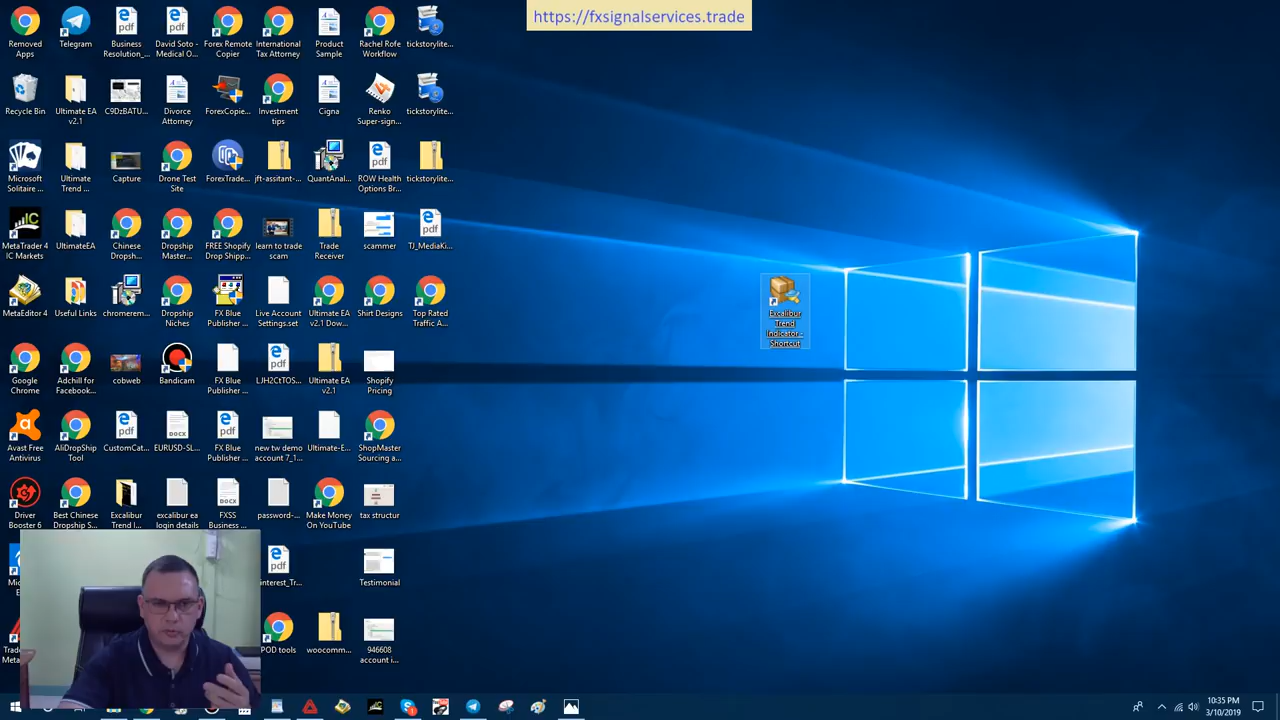 https://fxsignalservices.trade
Removed
Apps
Telegram
Business
Resolution_...
David Soto -
Medical O...
Forex Remote
Copier
International
Tax Attorney
Product
Sample
Rachel Rofe
Workflow
tickstorylite...
Recycle Bin
Ultimate EA
v2.1
C9DzBATU...
Divorce
Attorney
ForexCopie...
Investment
tips
Cigna
Renko
Super-sign...
tickstorylite...
Microsoft
Solitaire ...
Ultimate
Trend ...
Capture
Drone Test
Site
ForexTrade...
jft-assitant-...
QuantAnal...
ROW Health
Options Br...
tickstorylite...
MetaTrader 4
IC Markets
UltimateEA
Chinese
Dropsh...
Dropship
Master...
FREE Shopify
Drop Shipp...
learn to trade
scam
Trade
Receiver
scammer
TJ_MediaKi...
MetaEditor 4
Useful Links
chromerem...
Dropship
Niches
FX Blue
Publisher ...
Live Account
Settings.set
Ultimate EA
v2.1 Dow...
Shirt Designs
Top Rated
Traffic A...
Excalibur
Trend
Indicator -
Shortcut
Google
Chrome
Adchill for
Facebook...
cobweb
Bandicam
FX Blue
Publisher ...
LJH2CtTOS...
Ultimate EA
v2.1
Shopify
Pricing
Avast Free
Antivirus
AliDropShip
Tool
CustomCat...
EURUSD-SL...
FX Blue
Publisher ...
new tw demo
account 7_1...
Ultimate-E...
ShopMaster
Sourcing a...
Driver
Booster 6
Best Chinese
Dropship S...
Excalibur
Trend I...
excalibur ea
login details
FXSS
Business ...
password-...
Make Money
On YouTube
tax structur
interest_Tr...
Testimonial
POD tools
woocomm...
946608
account i...
10:35 PM
3/10/2019